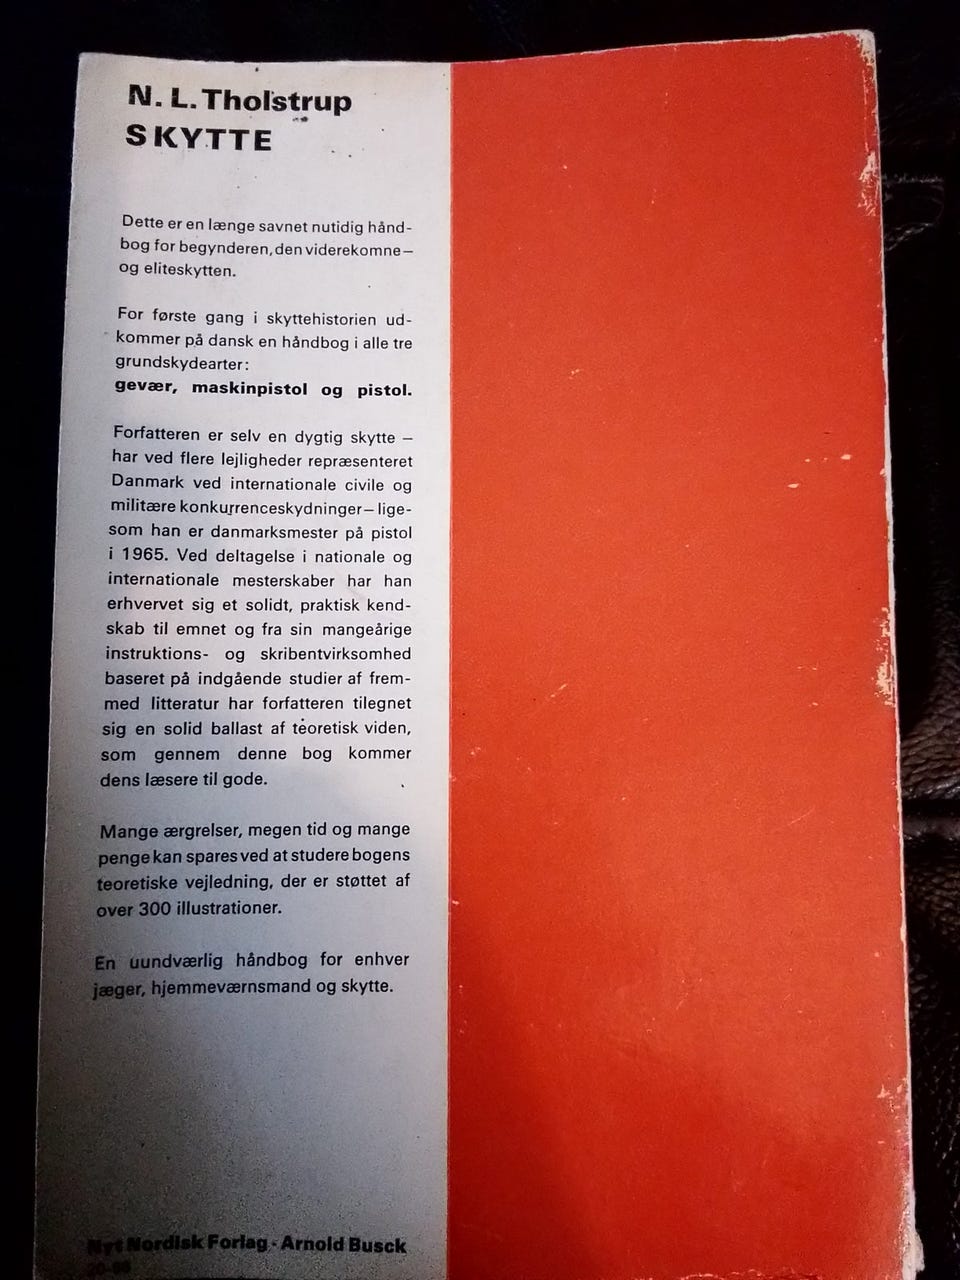 N. L. Tholstrup
SKYTTE
Dette er en længe savnet nutidig hånd-
bog for begynderen, den viderekomne–
og eliteskytten.
For første gang i skyttehistorien ud-
kommer på dansk en håndbog i alle tre
grundskydearter:
gevær, maskinpistol og pistol.
Forfatteren er selv en dygtig skytte –
har ved flere lejligheder repræsenteret
Danmark ved internationale civile og
militære konkurrenceskydninger– lige-
som han er danmarksmester på pistol
i 1965. Ved deltagelse i nationale og
internationale mesterskaber har han
erhvervet sig et solidt, praktisk kend-
skab til emnet og fra sin mangeårige
instruktions- og skribentvirksomhed
baseret på indgående studier af frem-
med litteratur har forfatteren tilegnet
sig en solid ballast af teoretisk viden,
som gennem denne bog kommer
dens læsere til gode.
Mange ærgrelser, megen tid og mange
penge kan spares ved at studere bogens
teoretiske vejledning, der er støttet af
over 300 illustrationer.
En uundværlig håndbog for enhver
jæger, hjemmeværnsmand og skytte.
Nyt Nordisk Forlag · Arnold Busck